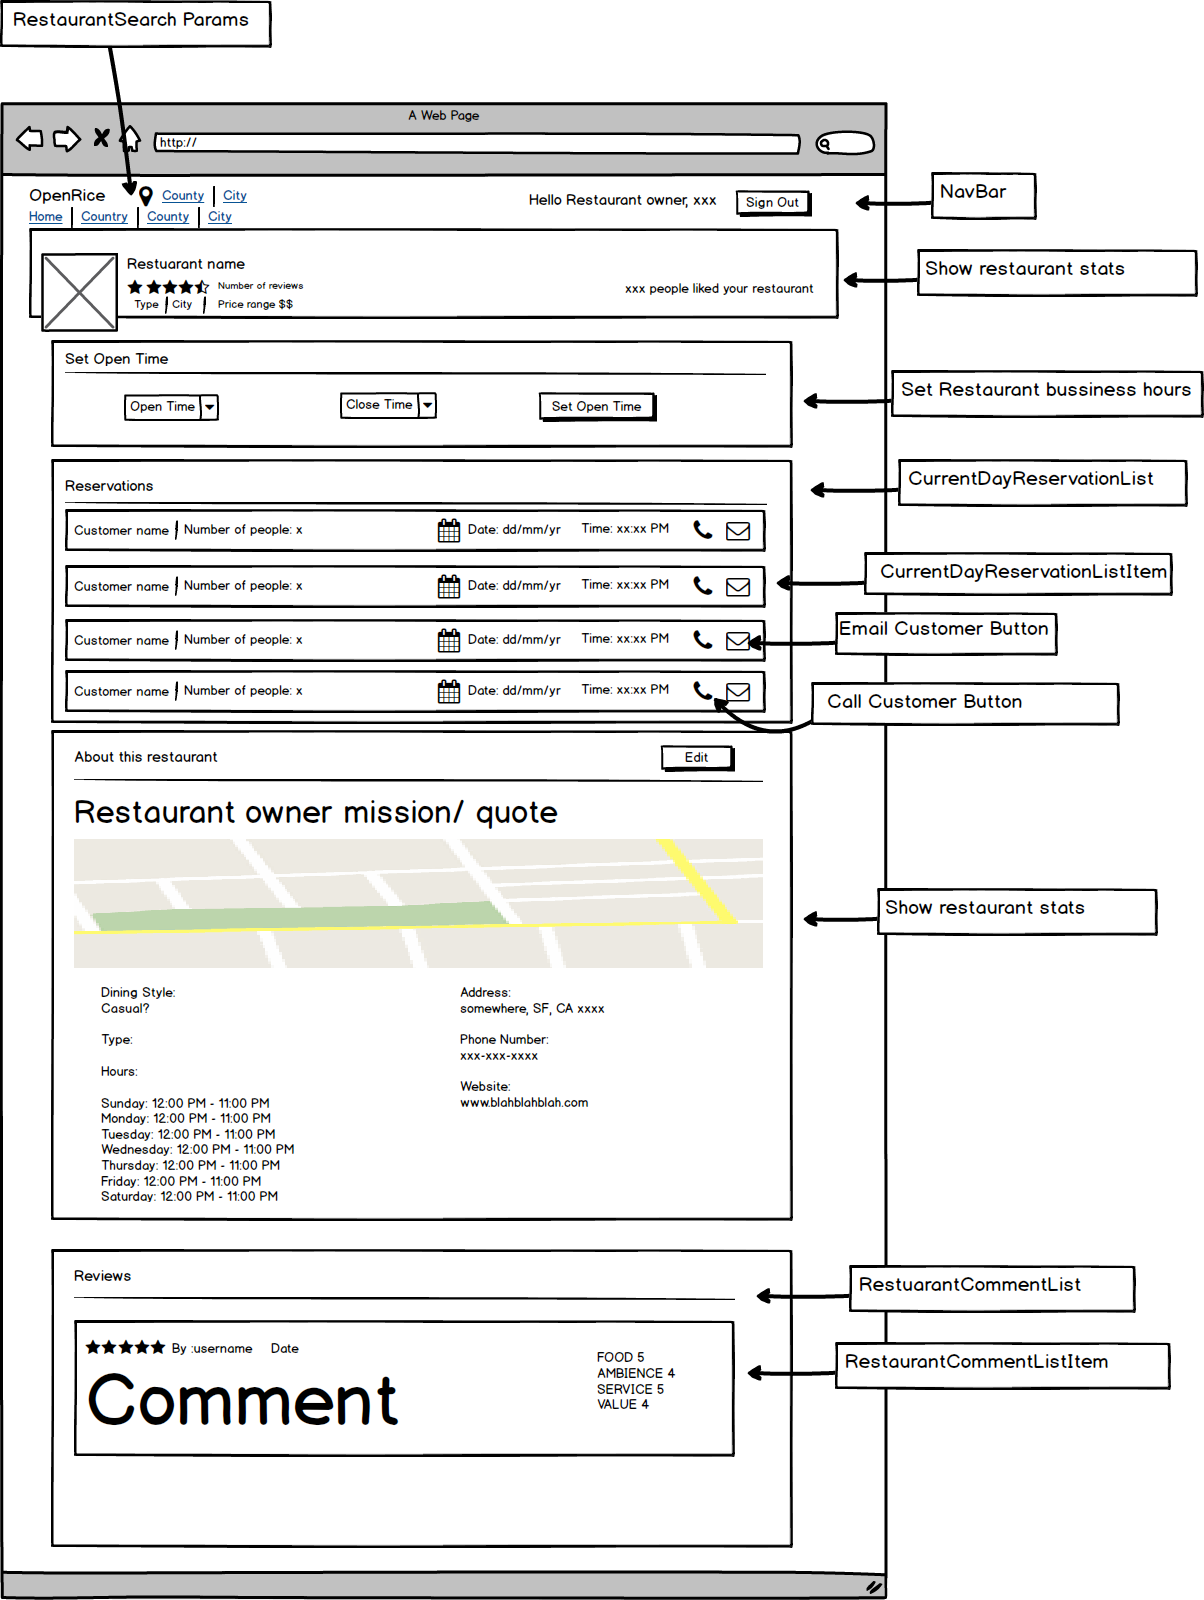 RestaurantSearch Params
A Web Page
http://
OpenRice County City Hello Restaurant owner, xxx Sign Out
NavBar
Home Country County City
Restuarant name
Number of reviews
Type City Price range $$
xxx people liked your restaurant
Show restaurant stats
Set Open Time
Open Time Close Time Set Open Time
Set Restaurant bussiness hours
Reservations
CurrentDayReservationList
Customer name Number of people: x Date: dd/mm/yr Time: xx:xx PM
Customer name Number of people: x Date: dd/mm/yr Time: xx:xx PM
CurrentDayReservationListItem
Customer name Number of people: x Date: dd/mm/yr Time: xx:xx PM
Email Customer Button
Customer name Number of people: x Date: dd/mm/yr Time: xx:xx PM
Call Customer Button
About this restaurant Edit
Restaurant owner mission/ quote
Show restaurant stats
Dining Style:
Casual?
Type:
Hours:
Sunday: 12:00 PM - 11:00 PM
Monday: 12:00 PM - 11:00 PM
Tuesday: 12:00 PM - 11:00 PM
Wednesday: 12:00 PM - 11:00 PM
Thursday: 12:00 PM - 11:00 PM
Friday: 12:00 PM - 11:00 PM
Saturday: 12:00 PM - 11:00 PM
Address:
somewhere, SF, CA xxxx
Phone Number:
xxx-xxx-xxxx
Website:
www.blahblahblah.com
Reviews
RestuarantCommentList
By :username Date
Comment
FOOD 5
AMBIENCE 4
SERVICE 5
VALUE 4
RestaurantCommentListItem